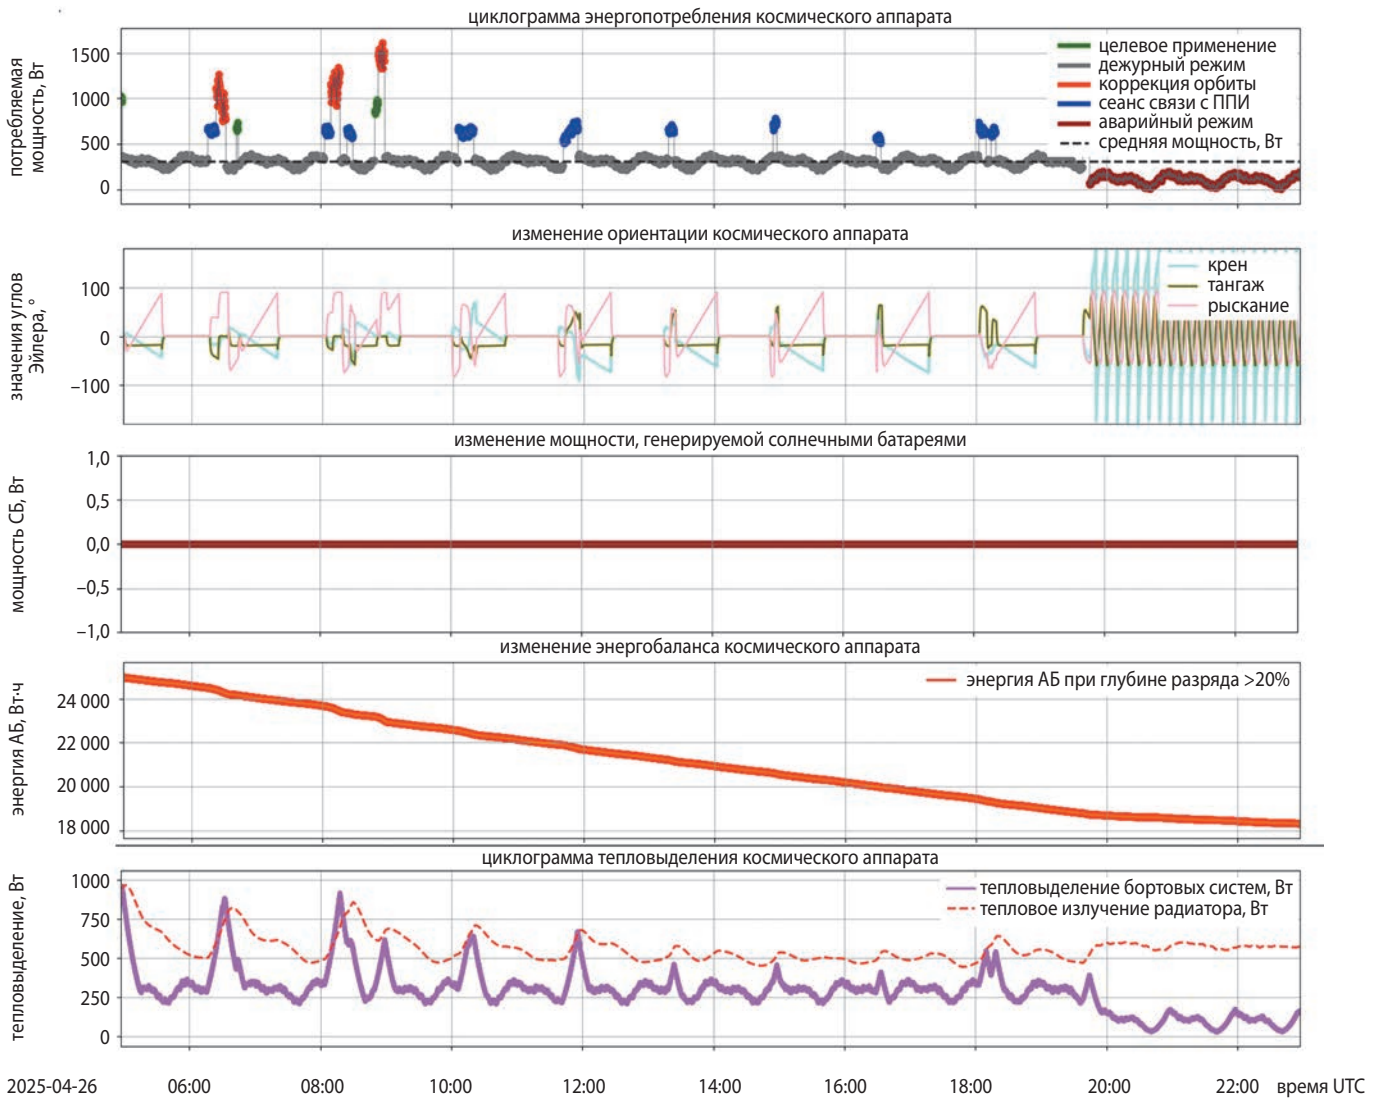 циклограмма энергопотребления космического аппарата
потребляемая
мощность, Вт
1500
1000
500
0
целевое применение
дежурный режим
коррекция орбиты
сеанс связи с ППИ
аварийный режим
средняя мощность, Вт
изменение ориентации космического аппарата
значения углов
Эйлера, °
100
0
–100
крен
тангаж
рыскание
изменение мощности, генерируемой солнечными батареями
мощность СБ, Вт
1,0
0,5
0,0
–0,5
–1,0
изменение энергобаланса космического аппарата
энергия АБ, Вт·ч
24 000
22 000
20 000
18 000
энергия АБ при глубине разряда >20%
циклограмма тепловыделения космического аппарата
тепловыделение, Вт
1000
750
500
250
0
тепловыделение бортовых систем, Вт
тепловое излучение радиатора, Вт
2025-04-26 06:00 08:00 10:00 12:00 14:00 16:00 18:00 20:00 22:00 время UTC